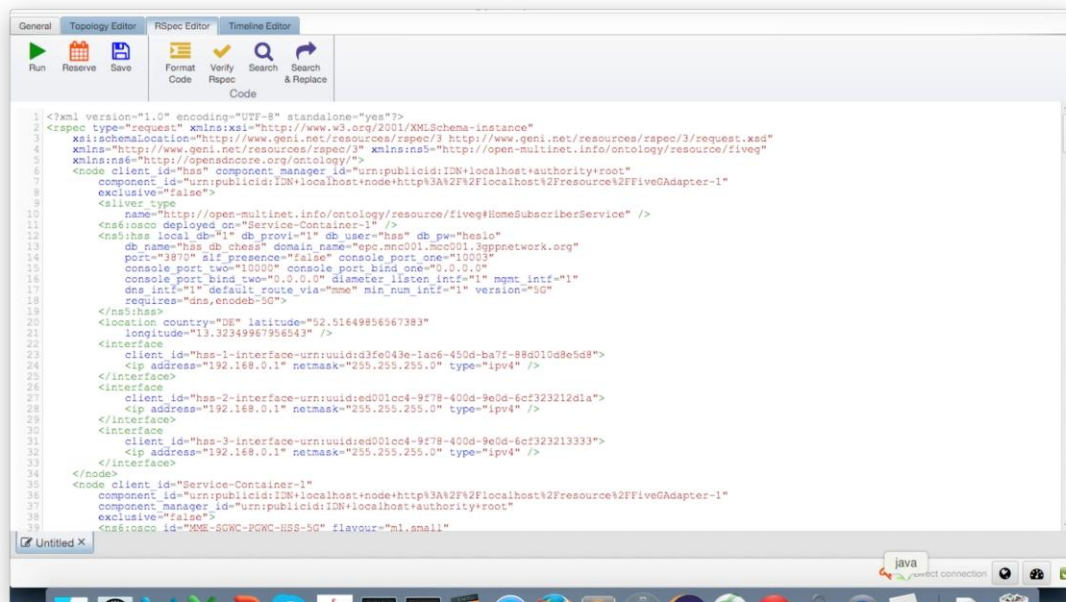 General Topology Editor RSpec Editor Timeline Editor
Run Reserve Save Format Code Verify Rspec Search Search & Replace
Code
1 <?xml version="1.0" encoding="UTF-8" standalone="yes"?>
2 <rspec type="request" xmlns:xsi="http://www.w3.org/2001/XMLSchema-instance"
3 xsi:schemaLocation="http://www.geni.net/resources/rspec/3 http://www.geni.net/resources/rspec/3/request.xsd"
4 xmlns="http://www.geni.net/resources/rspec/3" xmlns:ns5="http://open-multinet.info/ontology/resource/fiveg"
5 xmlns:ns6="http://opensdncore.org/ontology/">
6 <node client_id="hss" component_manager_id="urn:publicid:IDN+localhost+authority+root"
7 component_id="urn:publicid:IDN+localhost+node+http%3A%2F%2Flocalhost%2Fresource%2FFiveGAdapter-1"
8 exclusive="false">
9 <sliver_type
10 name="http://open-multinet.info/ontology/resource/fiveg#HomeSubscriberService" />
11 <ns6:osco deployed_on="Service-Container-1" />
12 <ns5:hss local_db="1" db_provi="1" db_user="hss" db_pw="heslo"
13 db_name="hss_db_chess" domain_name="epc.mnc001.mcc001.3gppnetwork.org"
14 port="3870" slf_presence="false" console_port_one="10003"
15 console_port_two="10000" console_port_bind_one="0.0.0.0"
16 console_port_bind_two="0.0.0.0" diameter_listen_intf="1" mgmt_intf="1"
17 dns_intf="1" default_route_via="mme" min_num_intf="1" version="5G"
18 requires="dns,enodeb-5G">
19 </ns5:hss>
20 <location country="DE" latitude="52.51649856567383"
21 longitude="13.32349967956543" />
22 <interface
23 client_id="hss-1-interface-urn:uuid:d3fe043e-1ac6-450d-ba7f-88d010d8e5d8">
24 <ip address="192.168.0.1" netmask="255.255.255.0" type="ipv4" />
25 </interface>
26 <interface
27 client_id="hss-2-interface-urn:uuid:ed001cc4-9f78-400d-9e0d-6cf323212d1a">
28 <ip address="192.168.0.1" netmask="255.255.255.0" type="ipv4" />
29 </interface>
30 <interface
31 client_id="hss-3-interface-urn:uuid:ed001cc4-9f78-400d-9e0d-6cf323213333">
32 <ip address="192.168.0.1" netmask="255.255.255.0" type="ipv4" />
33 </interface>
34 </node>
35 <node client_id="Service-Container-1"
36 component_id="urn:publicid:IDN+localhost+node+http%3A%2F%2Flocalhost%2Fresource%2FFiveGAdapter-1"
37 component_manager_id="urn:publicid:IDN+localhost+authority+root"
38 exclusive="false">
39 <ns6:osco id="MME-SGWC-PGWC-HSS-5G" flavour="m1.small"
Untitled ×
java
connection